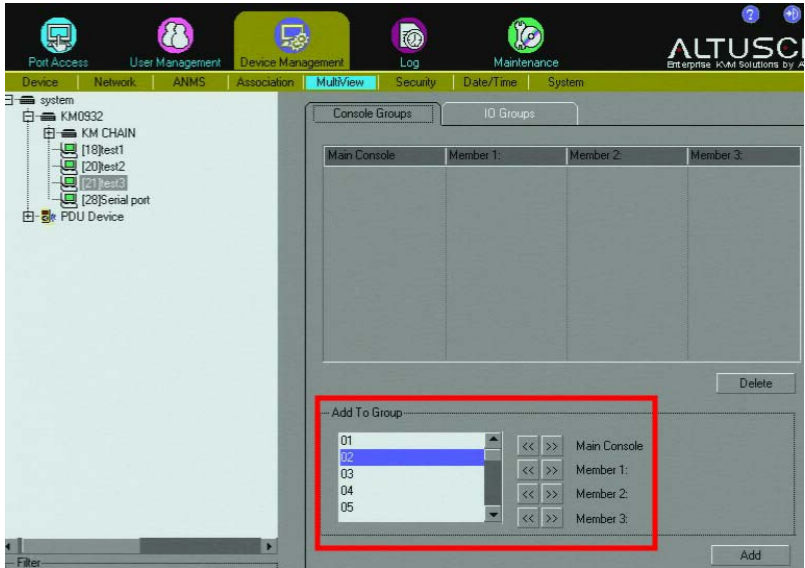 Port Access User Management Device Management Log Maintenance
ALTUSC
Enterprise KVM Solutions by A
Device Network ANMS Association MultiView Security Date/Time System
system
KM0932
KM CHAIN
[18]test1
[20]test2
[21]test3
[28]Serial port
PDU Device
Filter
Console Groups IO Groups
Main Console Member 1: Member 2: Member 3:
Delete
Add To Group
01
02
03
04
05
<< >> Main Console
<< >> Member 1:
<< >> Member 2:
<< >> Member 3:
Add